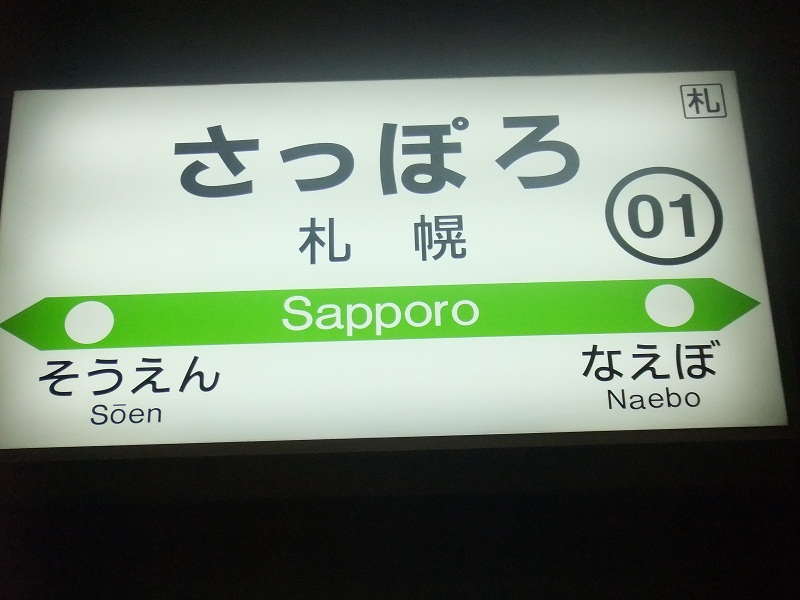 札
さっぽろ
札幌
01
Sapporo
そうえん
Sōen
なえぼ
Naebo